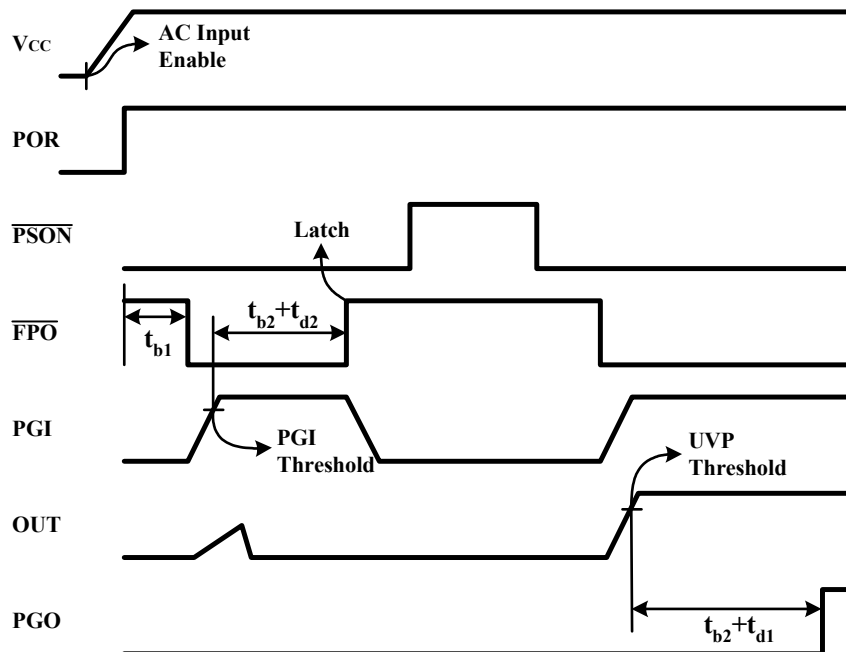 VCC
AC Input
Enable
POR
PSON
Latch
FPO
tb1
tb2+td2
PGI
PGI
Threshold
UVP
Threshold
OUT
PGO
tb2+td1